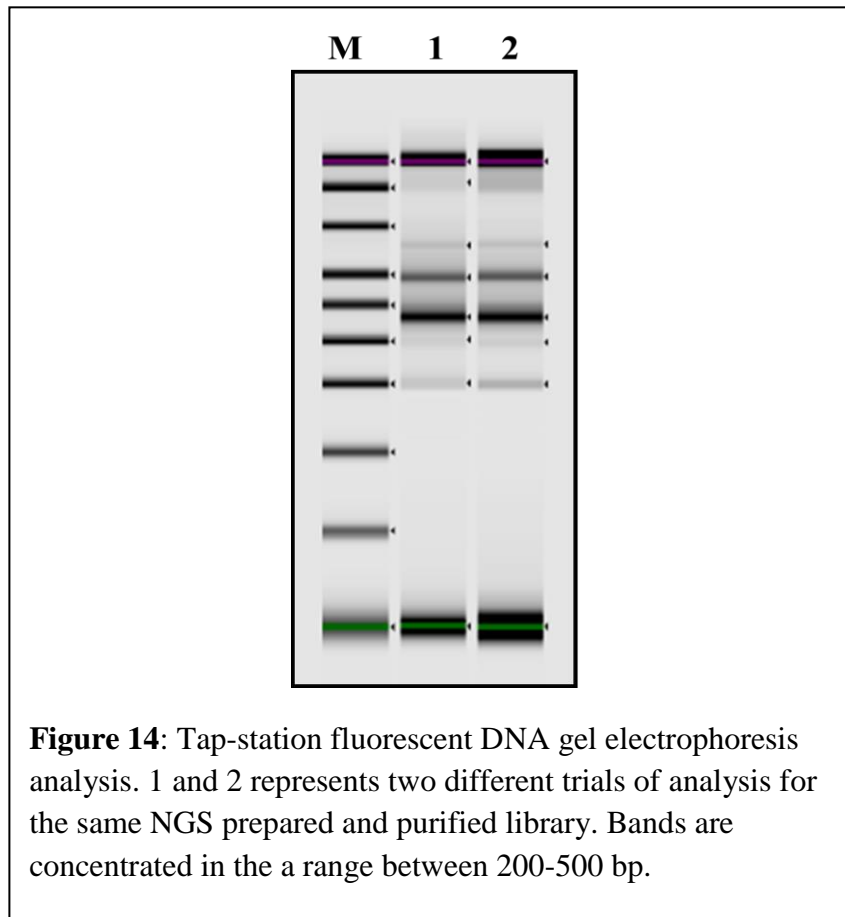 M 1 2
Figure 14: Tap-station fluorescent DNA gel electrophoresis
analysis. 1 and 2 represents two different trials of analysis for
the same NGS prepared and purified library. Bands are
concentrated in the a range between 200-500 bp.